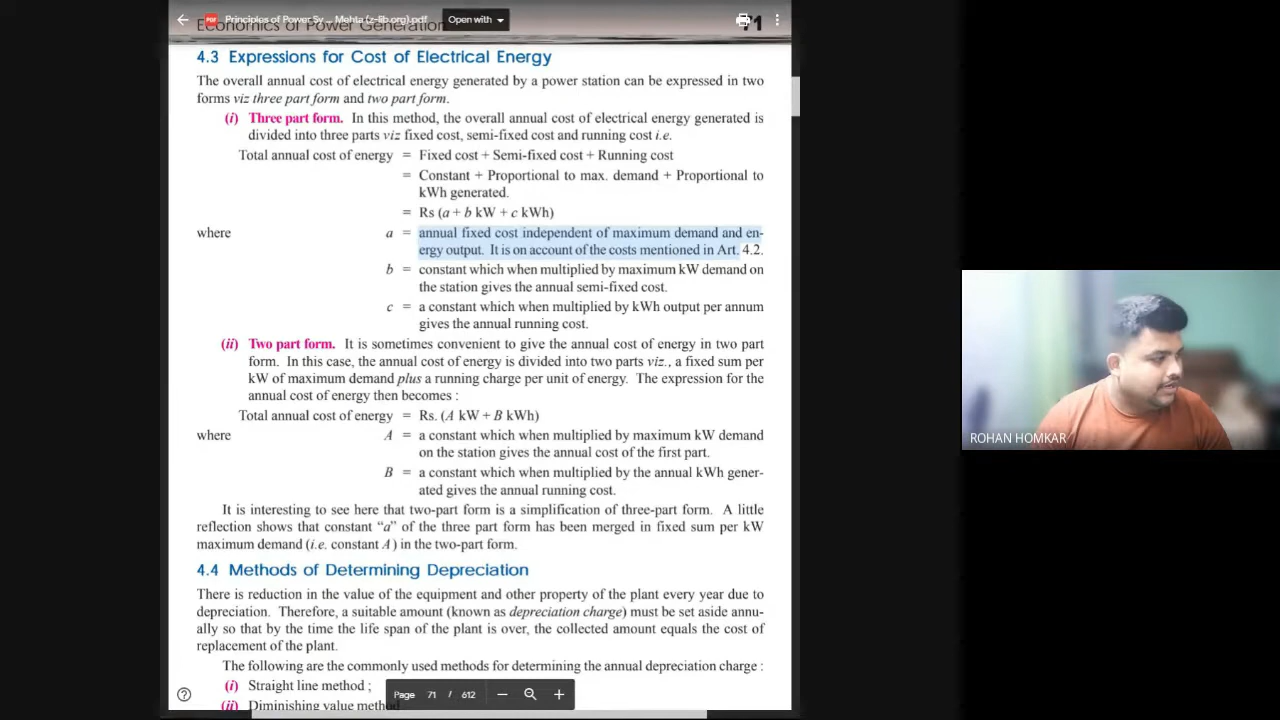 Principles of Power Sy ... Mehta (z-lib.org).pdf
Open with
Economics of Power Generation
71
4.3 Expressions for Cost of Electrical Energy
The overall annual cost of electrical energy generated by a power station can be expressed in two
forms viz three part form and two part form.
(i) Three part form. In this method, the overall annual cost of electrical energy generated is
divided into three parts viz fixed cost, semi-fixed cost and running cost i.e.
Total annual cost of energy = Fixed cost + Semi-fixed cost + Running cost
= Constant + Proportional to max. demand + Proportional to
kWh generated.
= Rs (a + b kW + c kWh)
where a = annual fixed cost independent of maximum demand and en-
ergy output. It is on account of the costs mentioned in Art. 4.2.
b = constant which when multiplied by maximum kW demand on
the station gives the annual semi-fixed cost.
c = a constant which when multiplied by kWh output per annum
gives the annual running cost.
(ii) Two part form. It is sometimes convenient to give the annual cost of energy in two part
form. In this case, the annual cost of energy is divided into two parts viz., a fixed sum per
kW of maximum demand plus a running charge per unit of energy. The expression for the
annual cost of energy then becomes :
Total annual cost of energy = Rs. (A kW + B kWh)
where A = a constant which when multiplied by maximum kW demand
on the station gives the annual cost of the first part.
B = a constant which when multiplied by the annual kWh gener-
ated gives the annual running cost.
It is interesting to see here that two-part form is a simplification of three-part form. A little
reflection shows that constant “a” of the three part form has been merged in fixed sum per kW
maximum demand (i.e. constant A) in the two-part form.
4.4 Methods of Determining Depreciation
There is reduction in the value of the equipment and other property of the plant every year due to
depreciation. Therefore, a suitable amount (known as depreciation charge) must be set aside annu-
ally so that by the time the life span of the plant is over, the collected amount equals the cost of
replacement of the plant.
The following are the commonly used methods for determining the annual depreciation charge :
(i) Straight line method ;
(ii) Diminishing value method
Page 71 / 612
ROHAN HOMKAR